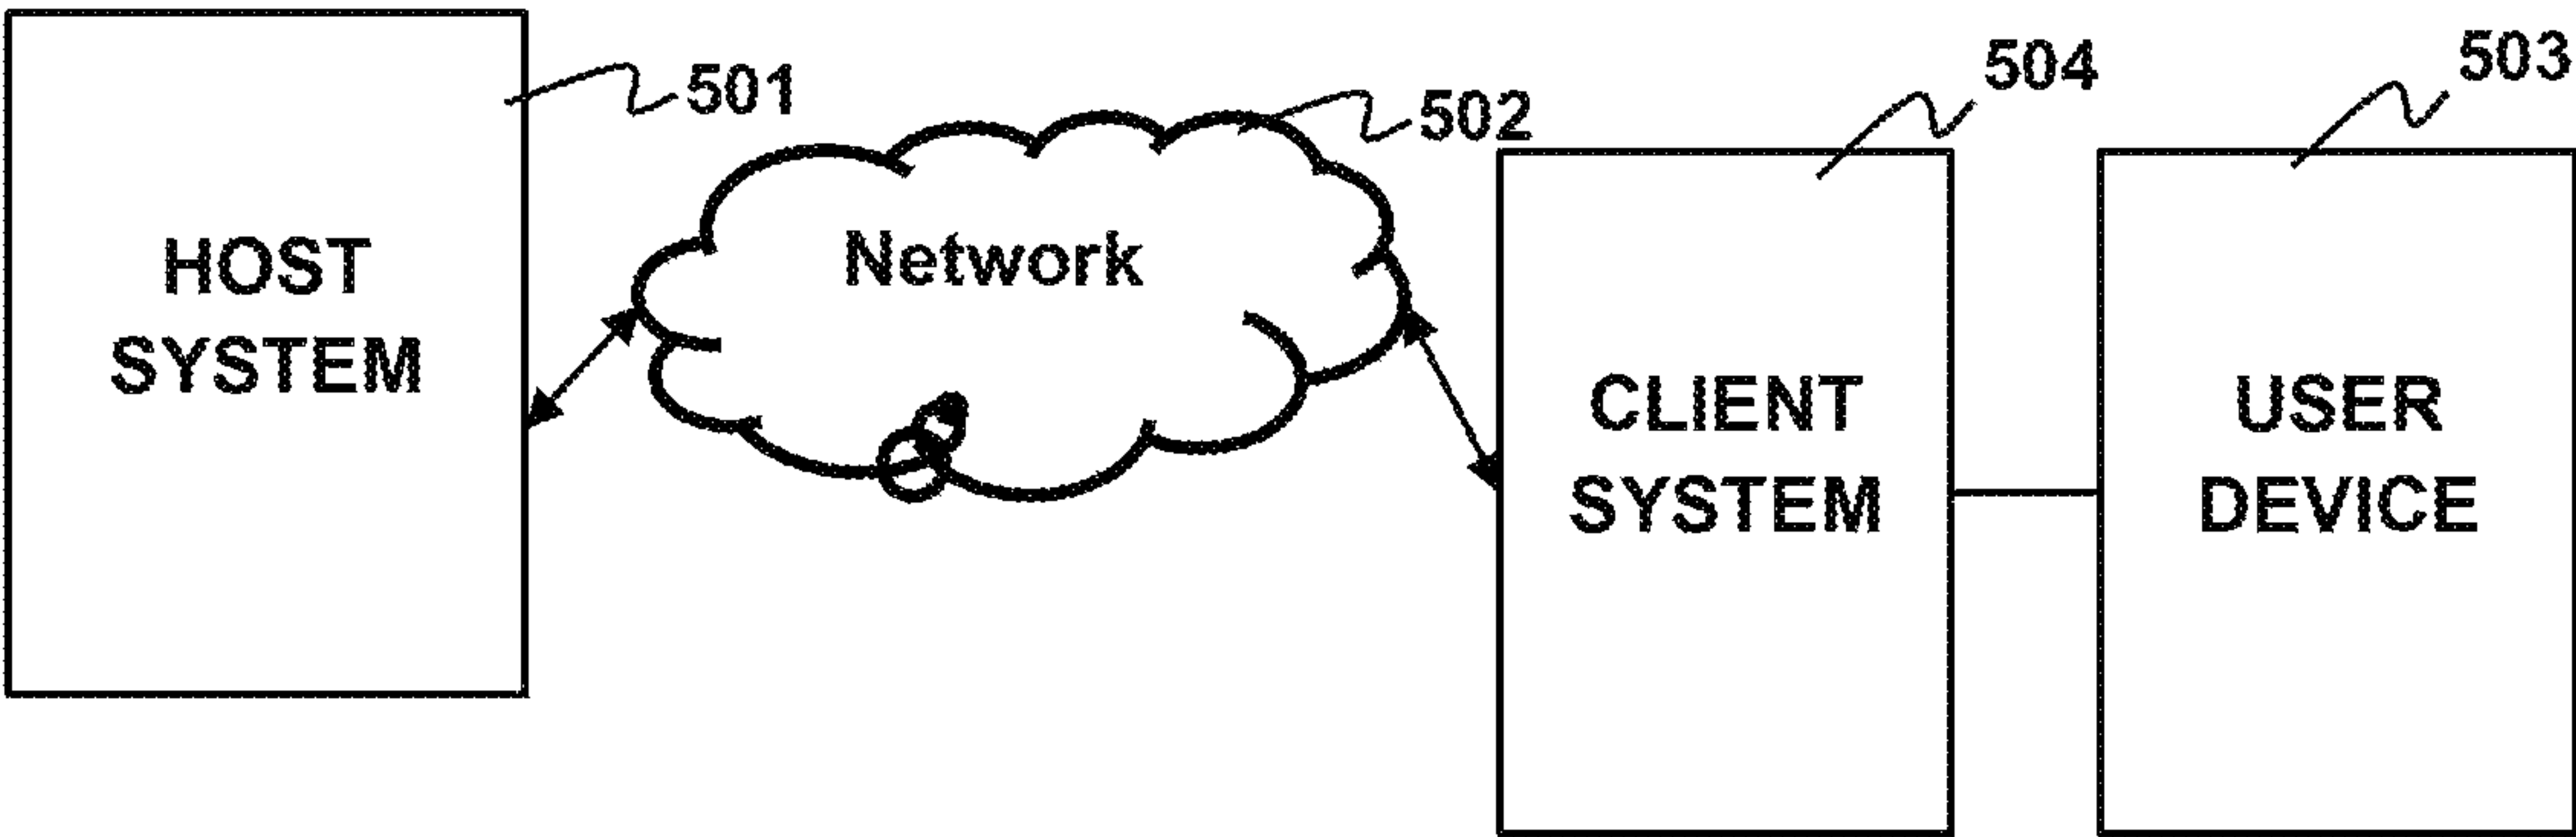 501
502
504
503
HOST
SYSTEM
Network
CLIENT
SYSTEM
USER
DEVICE